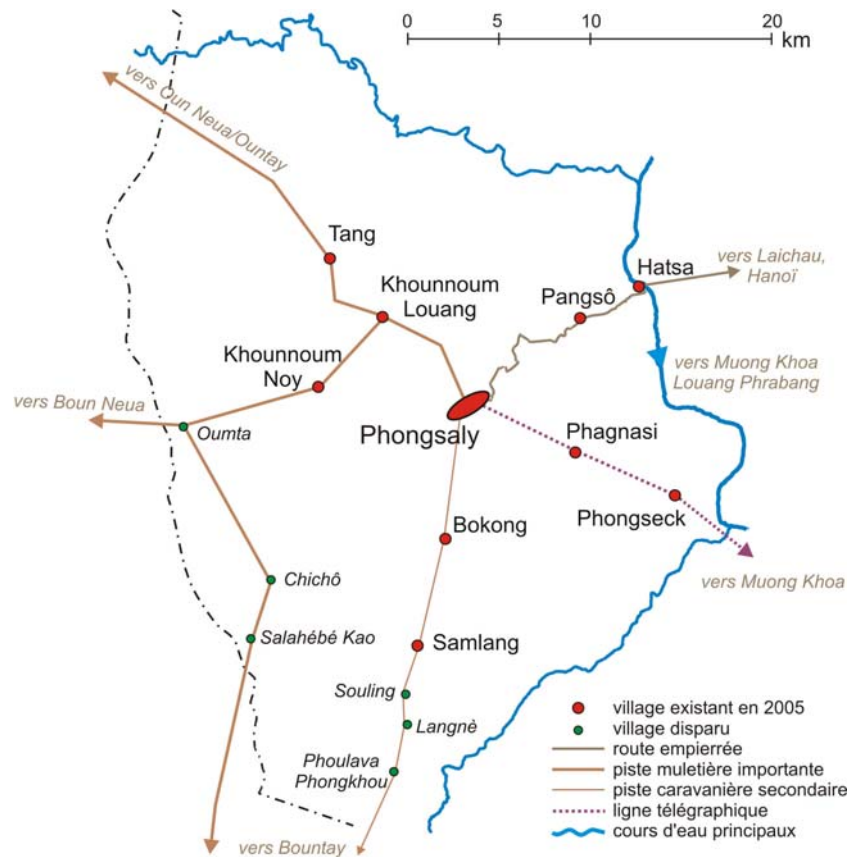 0 5 10 20
km
vers Oun Neua/Ountay
Tang
Khounnoum
Louang
Hatsa
vers Laichau,
Hanoï
Pangsô
Khounnoum
Noy
vers Muong Khoa
Louang Phrabang
vers Boun Neua
Oumta
Phongsaly
Phagnasi
Phongseck
Bokong
vers Muong Khoa
Chichô
Salahébé Kao
Samlang
Souling
Langnè
Phoulava
Phongkhou
vers Bountay
village existant en 2005
village disparu
route empierrée
piste muletière importante
piste caravanière secondaire
ligne télégraphique
cours d'eau principaux